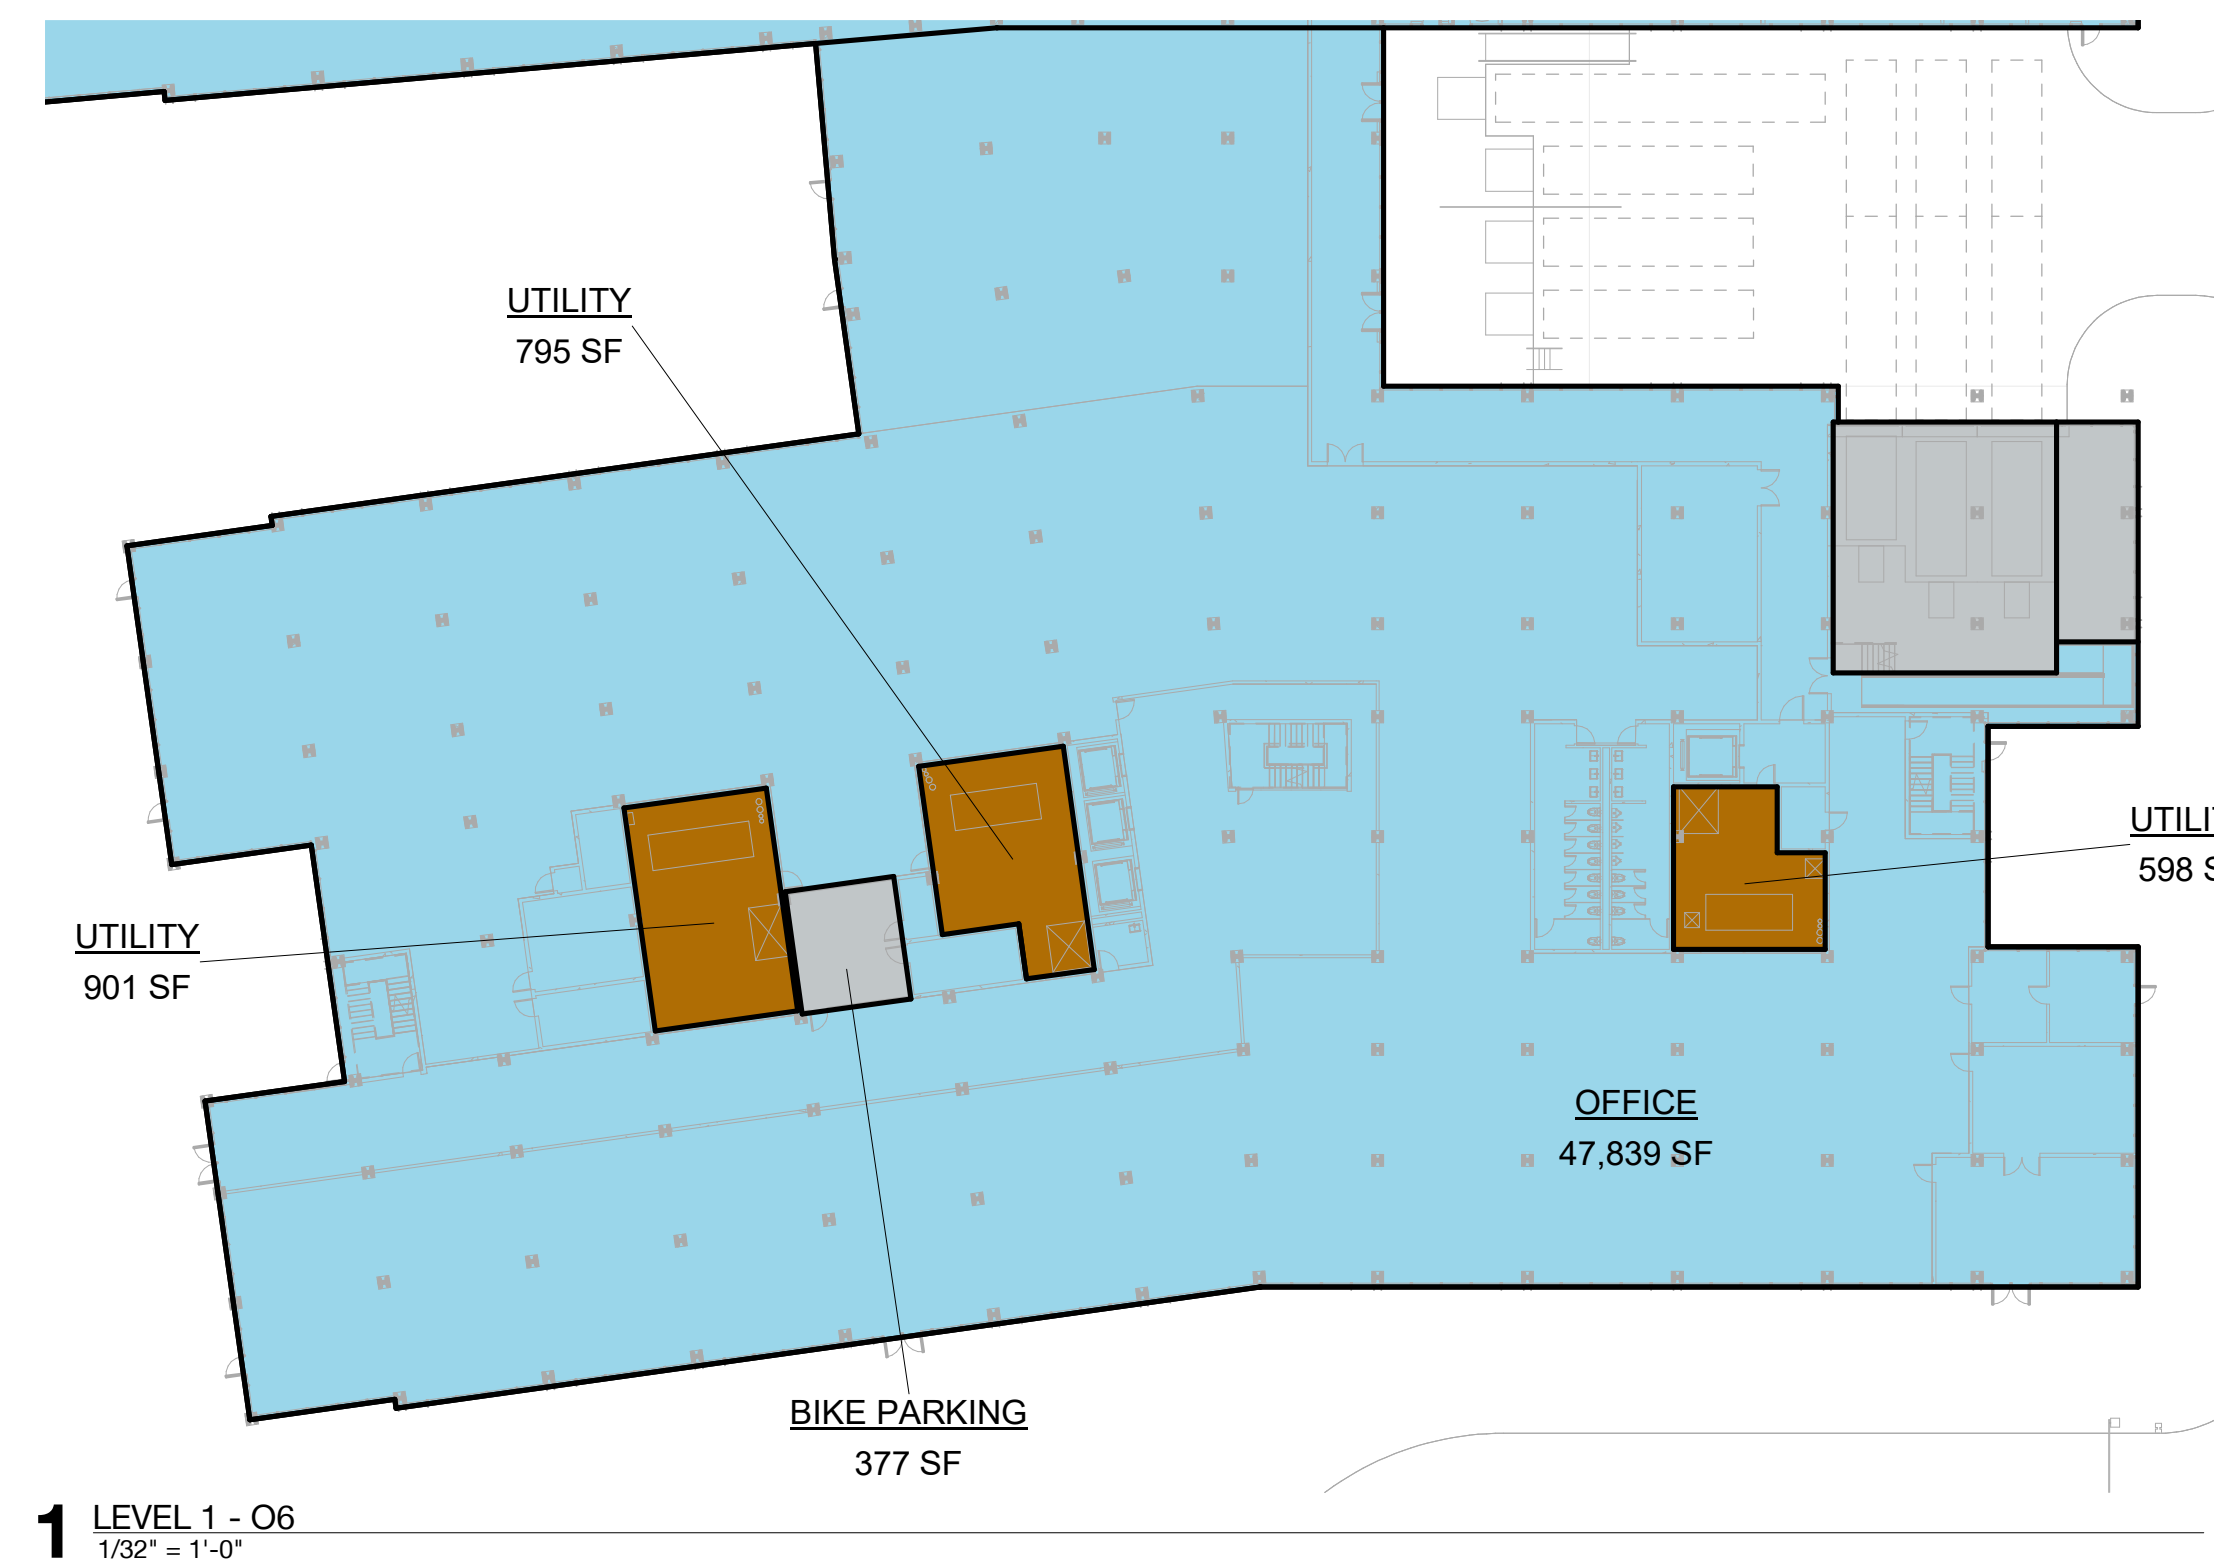 UTILITY
795 SF
UTILITY
901 SF
598
OFFICE
47,839 SF
BIKE PARKING
377 SF
1 LEVEL 1 - O6
1/32" = 1'-0"